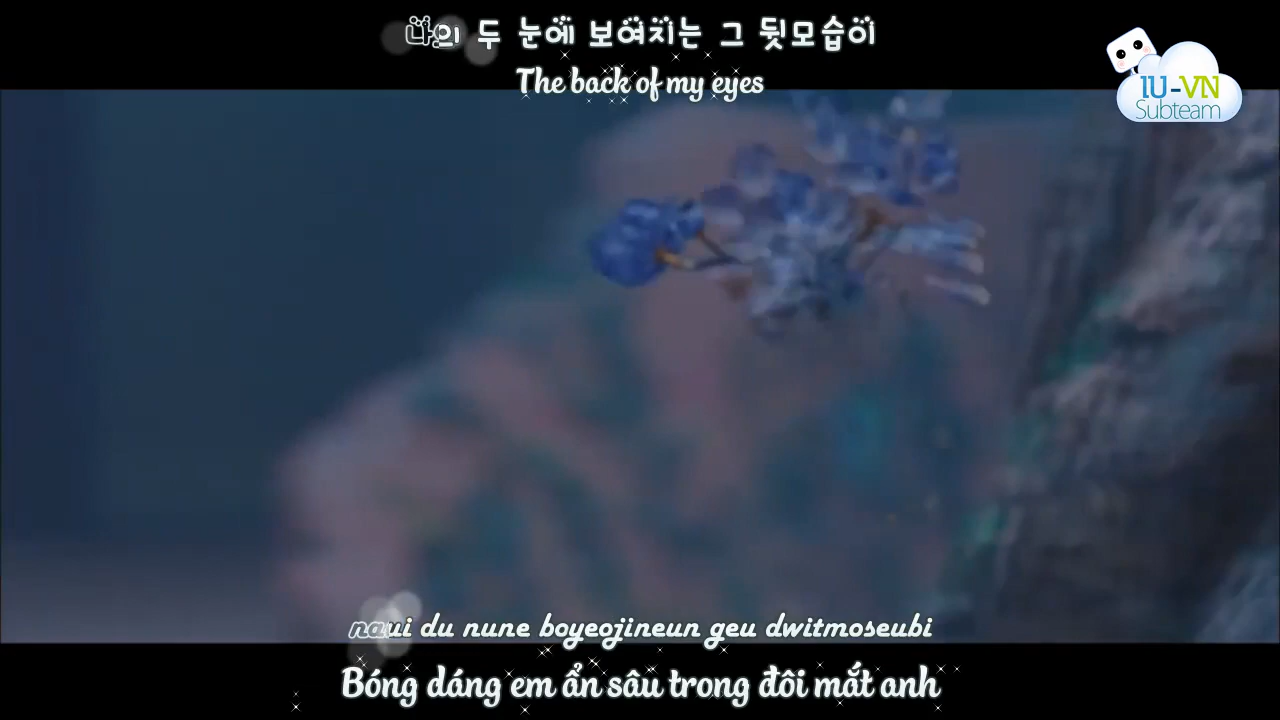 나의 두 눈에 보여지는 그 뒷모습이
The back of my eyes
IU-VN
Subteam
naui du nune boyeojineun geu dwitmoseubi
Bóng dáng em ẩn sâu trong đôi mắt anh